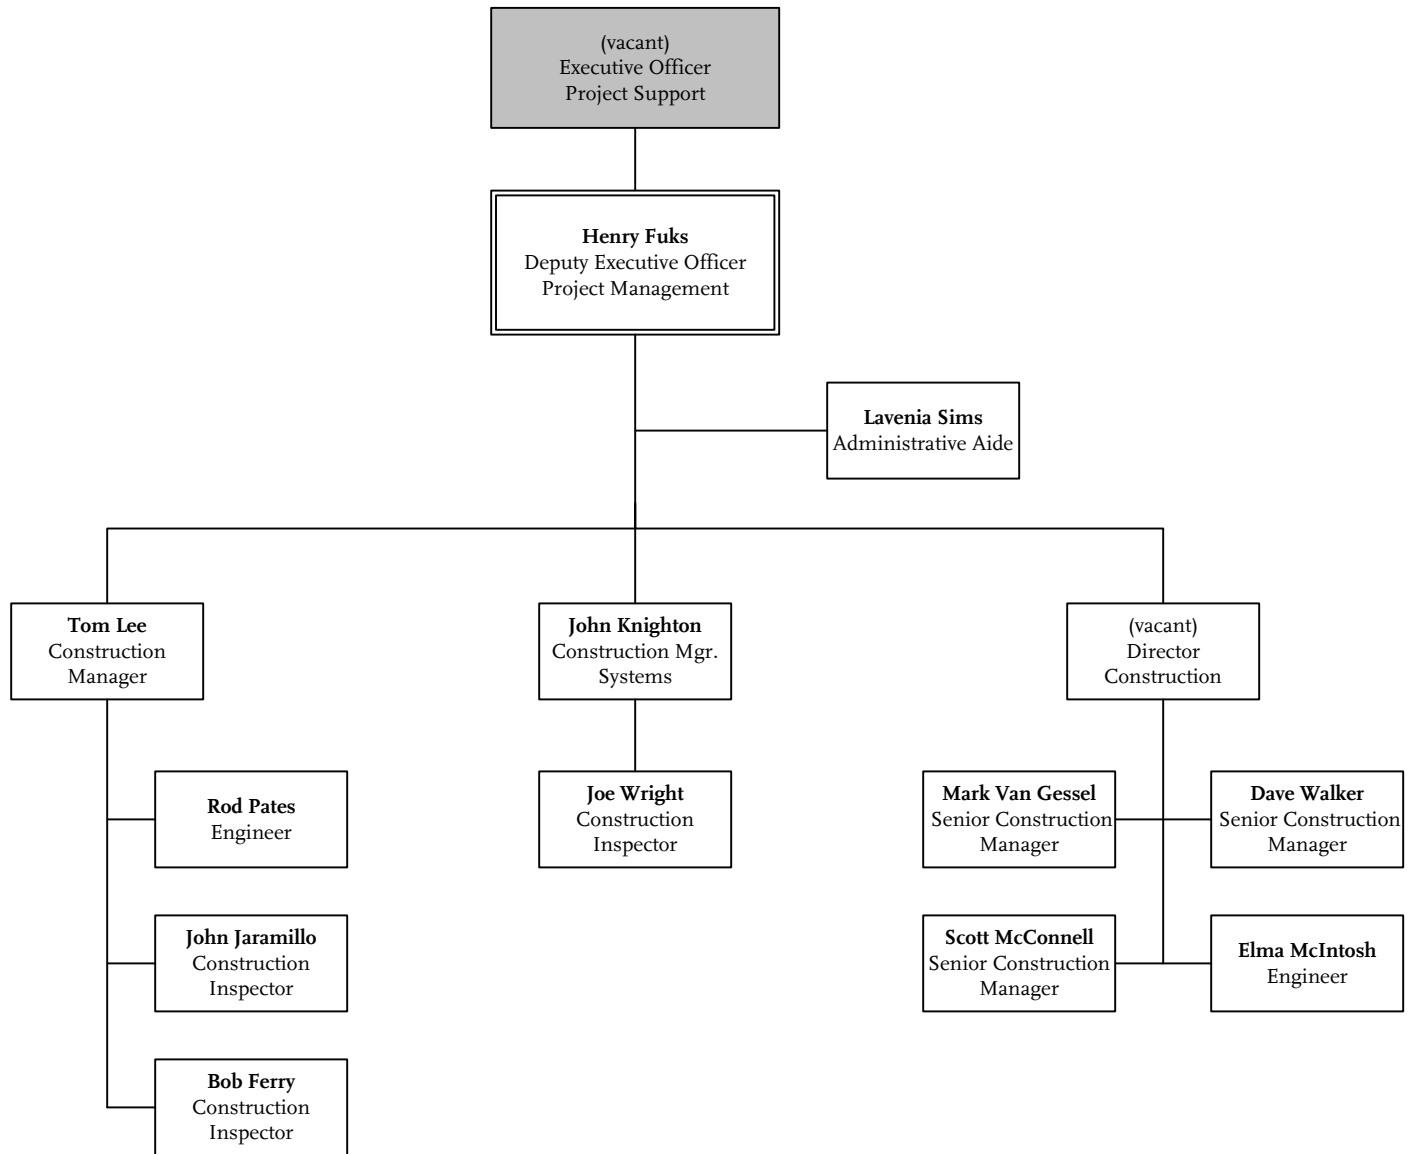 (vacant)
Executive Officer
Project Support
Henry Fuks
Deputy Executive Officer
Project Management
Lavenia Sims
Administrative Aide
Tom Lee
Construction
Manager
John Knighton
Construction Mgr.
Systems
(vacant)
Director
Construction
Rod Pates
Engineer
Joe Wright
Construction
Inspector
Mark Van Gessel
Senior Construction
Manager
Dave Walker
Senior Construction
Manager
John Jaramillo
Construction
Inspector
Scott McConnell
Senior Construction
Manager
Elma McIntosh
Engineer
Bob Ferry
Construction
Inspector